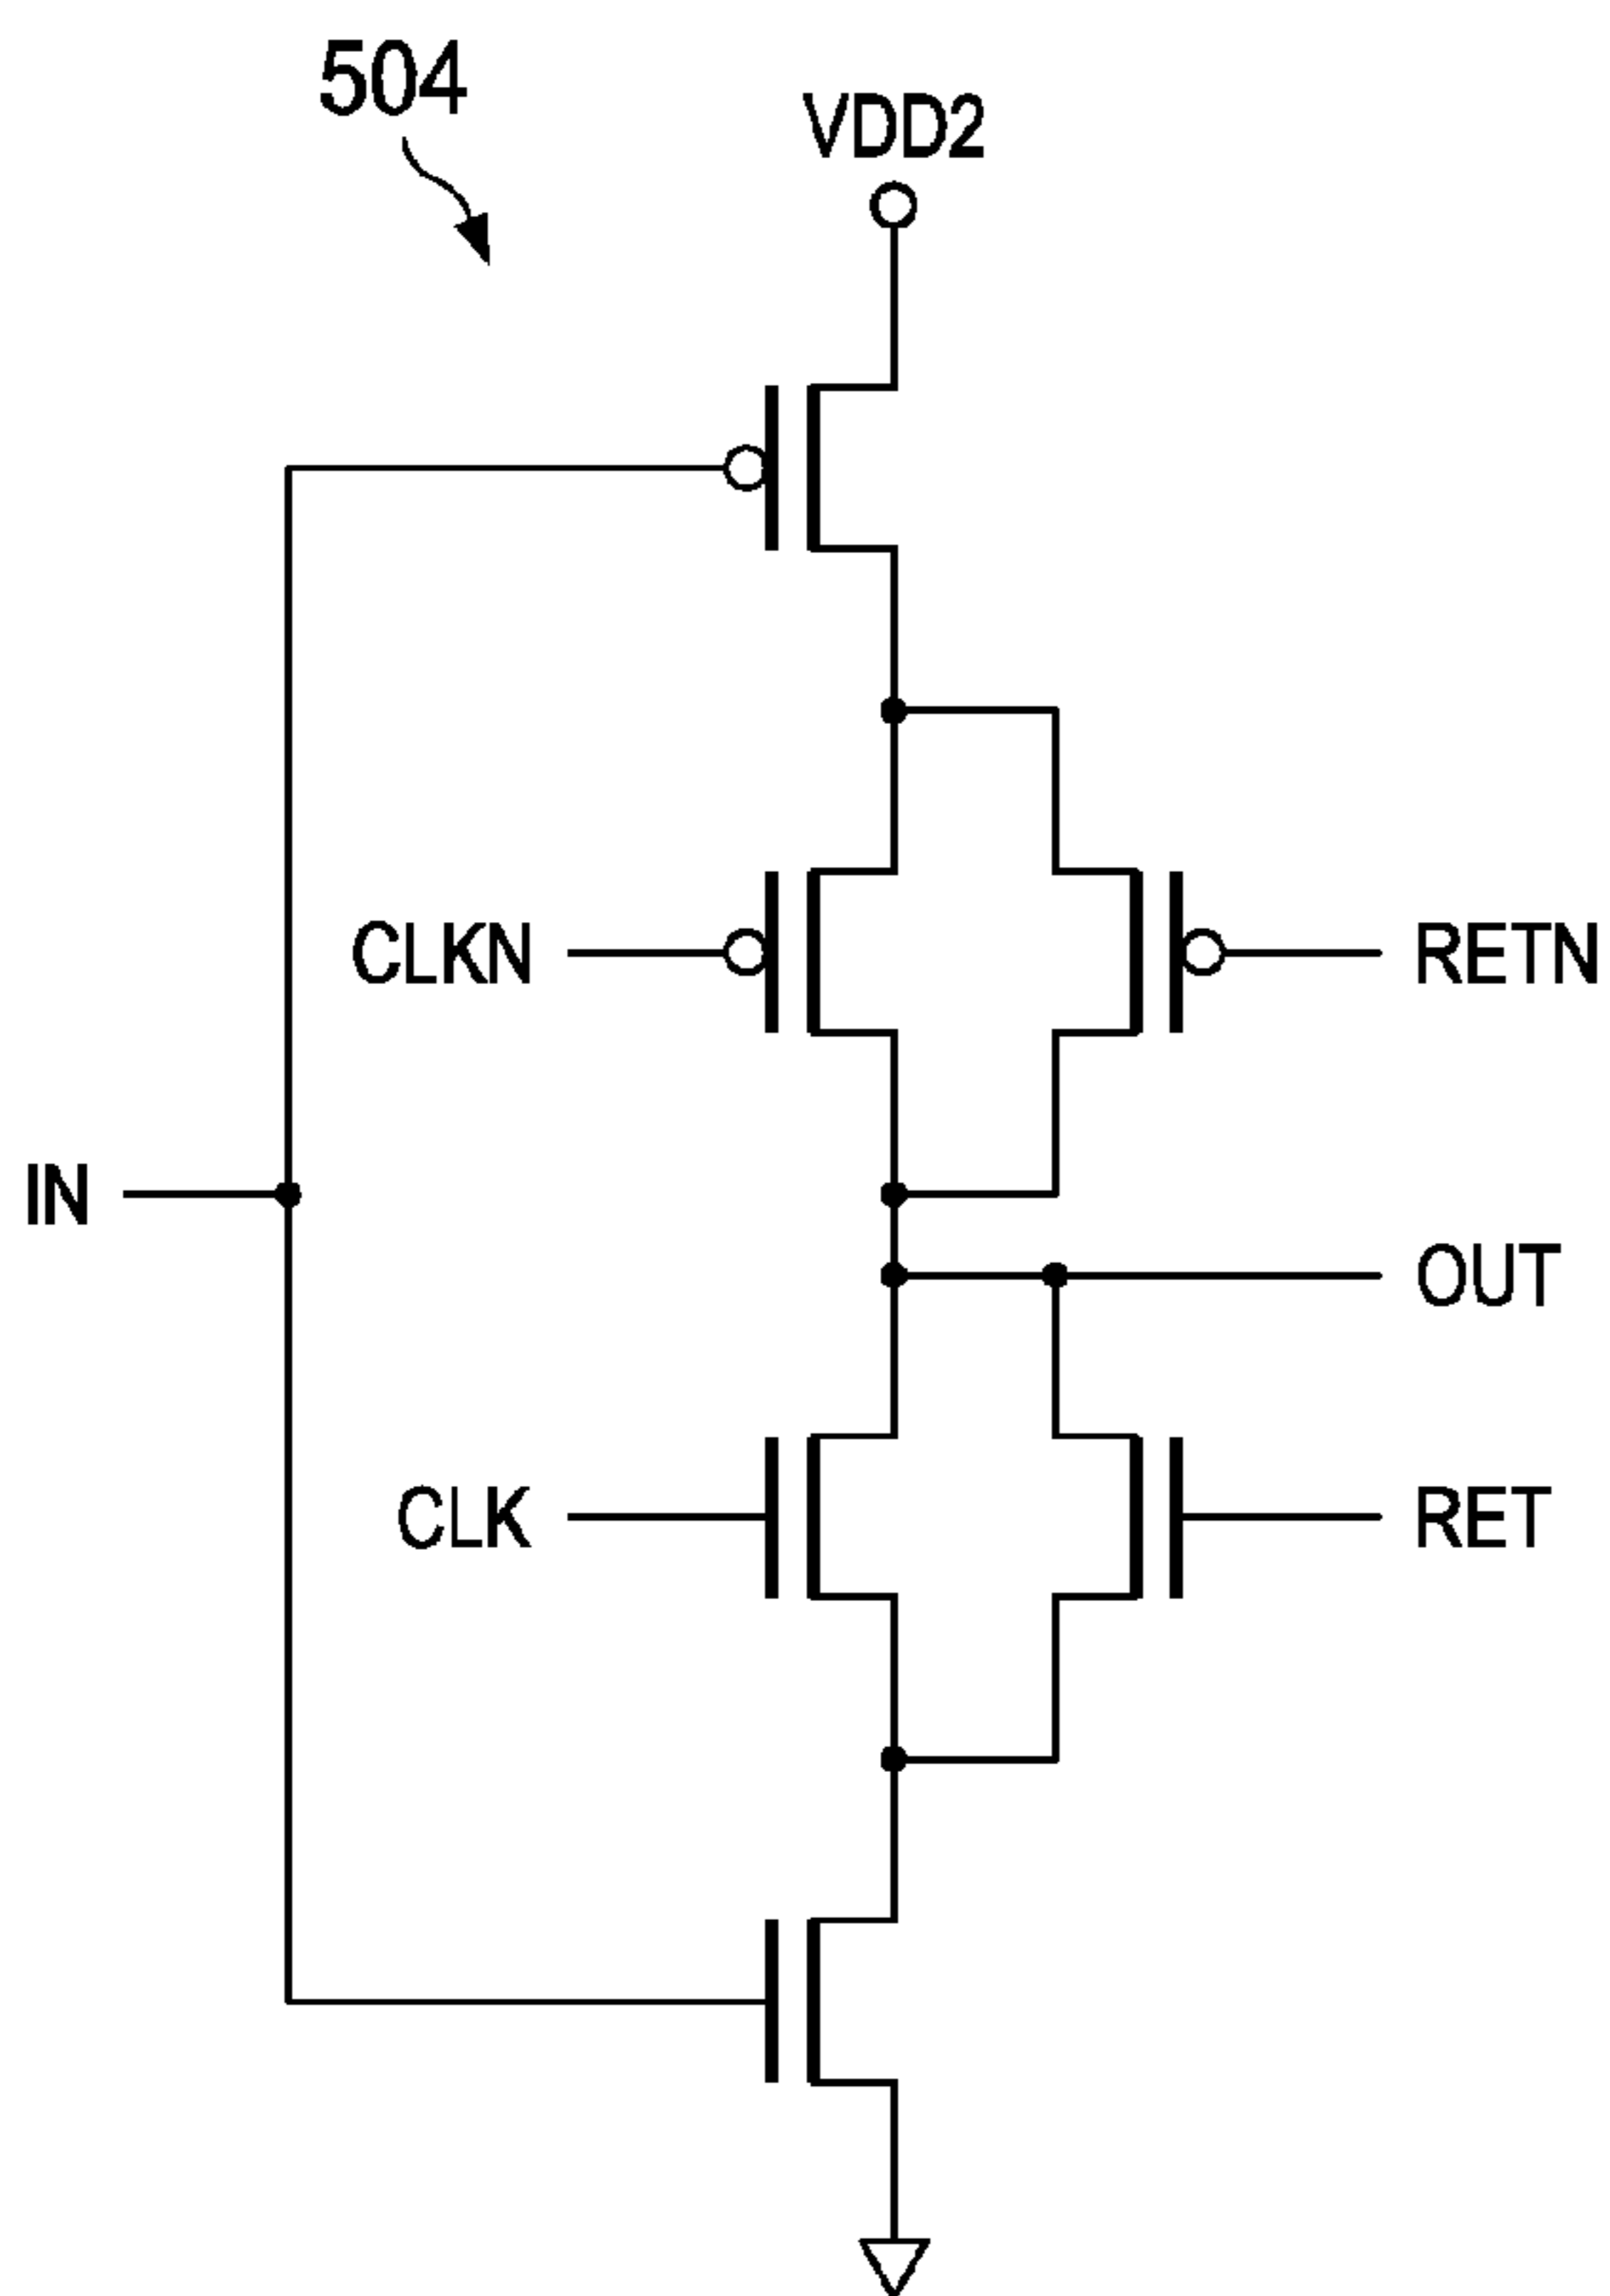 504
VDD2
CLKN
RETN
IN
OUT
CLK
RET